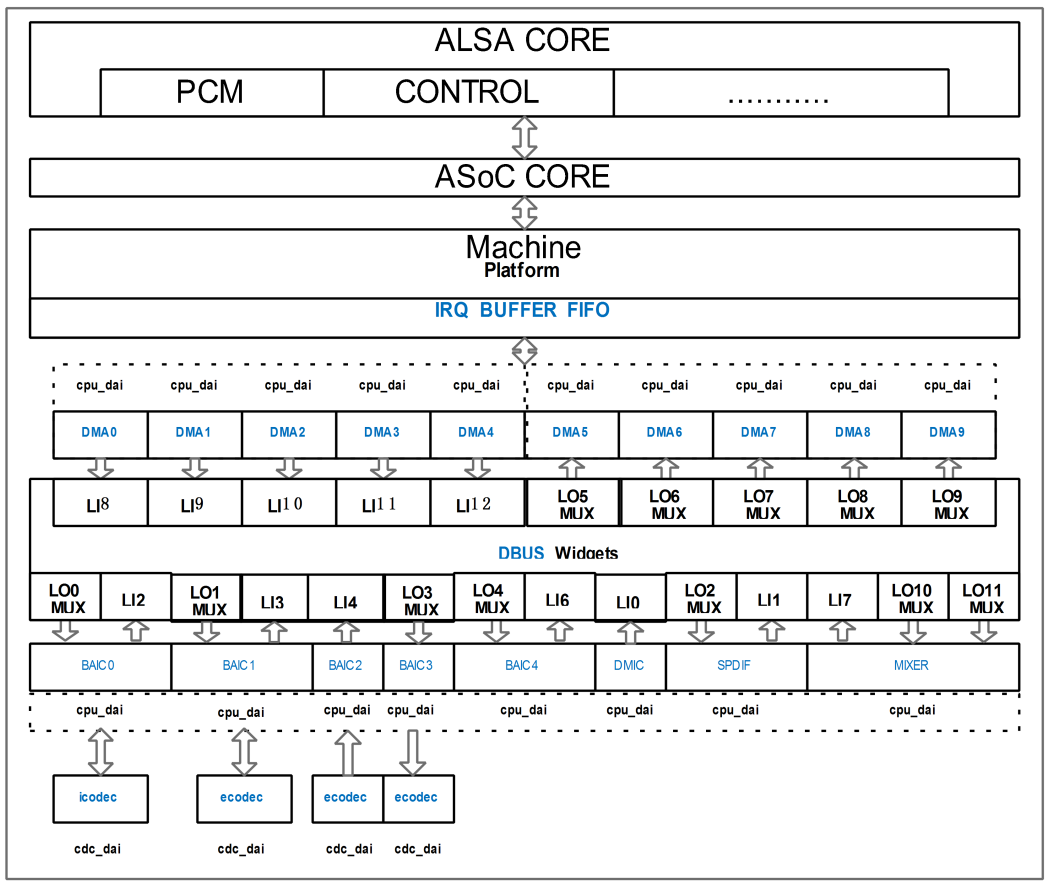 ALSA CORE
PCM CONTROL ...........
ASoC CORE
Machine
Platform
IRQ BUFFER FIFO
cpu_dai cpu_dai cpu_dai cpu_dai cpu_dai cpu_dai cpu_dai cpu_dai cpu_dai cpu_dai
DMA0 DMA1 DMA2 DMA3 DMA4 DMA5 DMA6 DMA7 DMA8 DMA9
LI8 LI9 LI10 LI11 LI12 LO5 MUX LO6 MUX LO7 MUX LO8 MUX LO9 MUX
DBUS Widgets
LO0 MUX LI2 LO1 MUX LI3 LI4 LO3 MUX LO4 MUX LI6 LI0 LO2 MUX LI1 LI7 LO10 MUX LO11 MUX
BAIC0 BAIC1 BAIC2 BAIC3 BAIC4 DMIC SPDIF MIXER
cpu_dai cpu_dai cpu_dai cpu_dai cpu_dai cpu_dai cpu_dai cpu_dai
icodec ecodec ecodec ecodec
cdc_dai cdc_dai cdc_dai cdc_dai